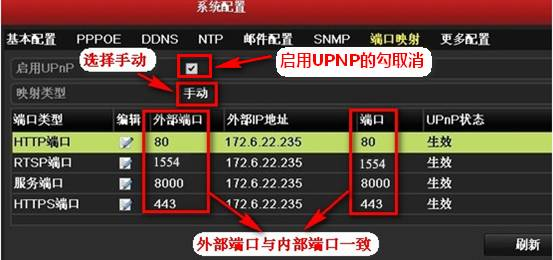 系统配置
基本配置 PPPOE DDNS NTP 邮件配置 SNMP 端口映射 更多配置
选择手动
启用UPnP
启用UPNP的勾取消
映射类型 手动
端口类型 编辑 外部端口 外部IP地址 端口 UPnP状态
HTTP端口 80 172.6.22.235 80 生效
RTSP端口 1554 172.6.22.235 1554 生效
服务端口 8000 172.6.22.235 8000 生效
HTTPS端口 443 172.6.22.235 443 生效
外部端口与内部端口一致
刷新